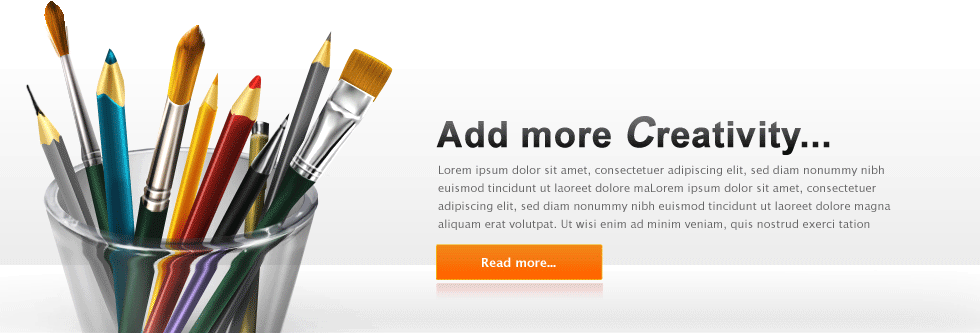 Add more Creativity...
Lorem ipsum dolor sit amet, consectetuer adipiscing elit, sed diam nonummy nibh
euismod tincidunt ut laoreet dolore maLorem ipsum dolor sit amet, consectetuer
adipiscing elit, sed diam nonummy nibh euismod tincidunt ut laoreet dolore magna
aliquam erat volutpat. Ut wisi enim ad minim veniam, quis nostrud exerci tation
Read more...